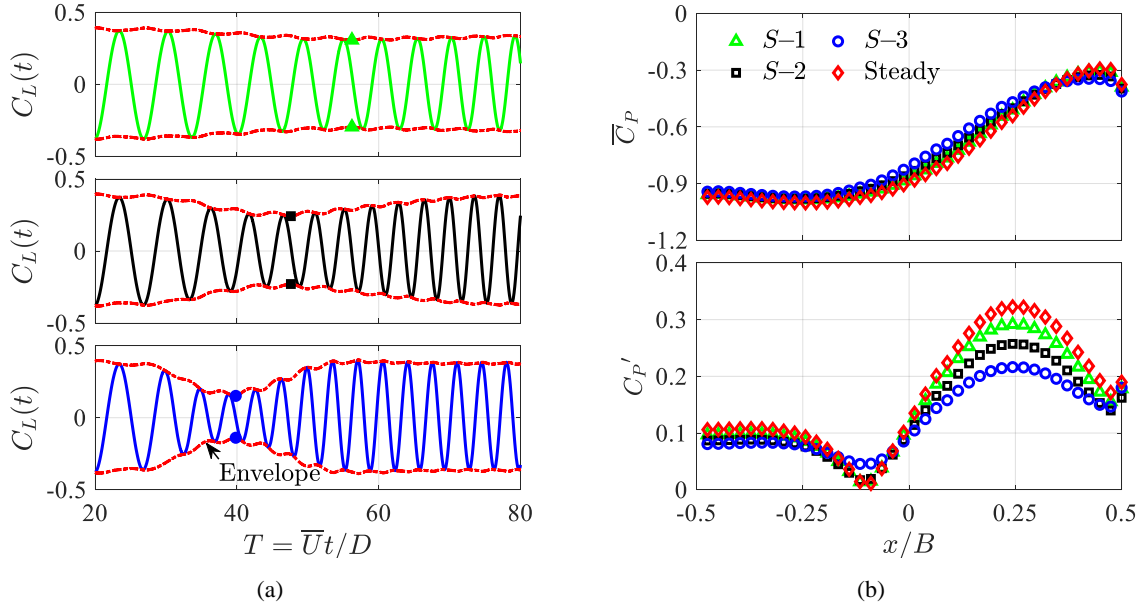 0.5
C_L(t)
0
-0.5
0.5
C_L(t)
0
-0.5
0.5
C_L(t)
0
-0.5
Envelope
20 40 60 80
T = U̅t/D
(a)
0
S−1 S−3
S−2 Steady
-0.3
C̅_P
-0.6
-0.9
-1.2
0.4
0.3
C_P′
0.2
0.1
0
-0.5 -0.25 0 0.25 0.5
x/B
(b)